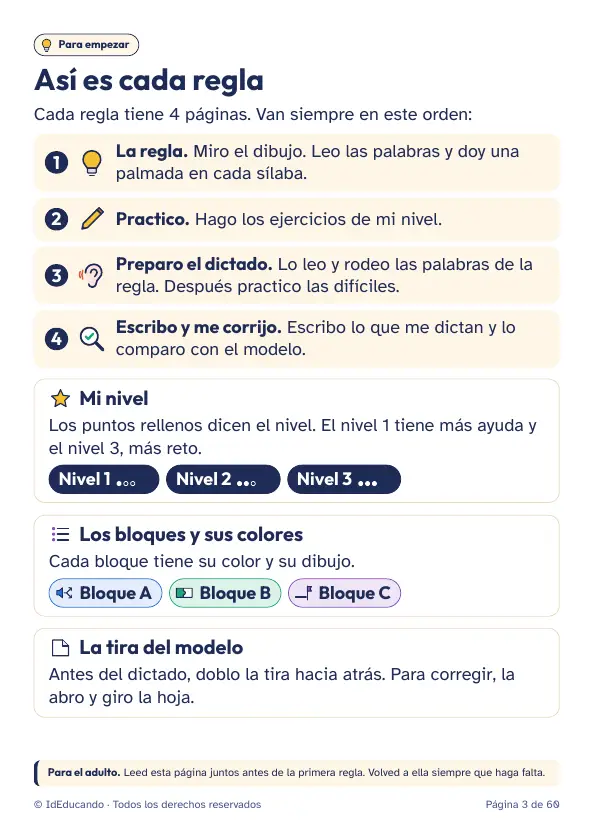 Para empezar
Así es cada regla
Cada regla tiene 4 páginas. Van siempre en este orden:
1 La regla. Miro el dibujo. Leo las palabras y doy una
palmada en cada sílaba.
2 Practico. Hago los ejercicios de mi nivel.
3 Preparo el dictado. Lo leo y rodeo las palabras de la
regla. Después practico las difíciles.
4 Escribo y me corrijo. Escribo lo que me dictan y lo
comparo con el modelo.
Mi nivel
Los puntos rellenos dicen el nivel. El nivel 1 tiene más ayuda y
el nivel 3, más reto.
Nivel 1 ●○○ Nivel 2 ●●○ Nivel 3 ●●●
Los bloques y sus colores
Cada bloque tiene su color y su dibujo.
Bloque A Bloque B Bloque C
La tira del modelo
Antes del dictado, doblo la tira hacia atrás. Para corregir, la
abro y giro la hoja.
Para el adulto. Leed esta página juntos antes de la primera regla. Volved a ella siempre que haga falta.
© IdEducando · Todos los derechos reservados Página 3 de 60